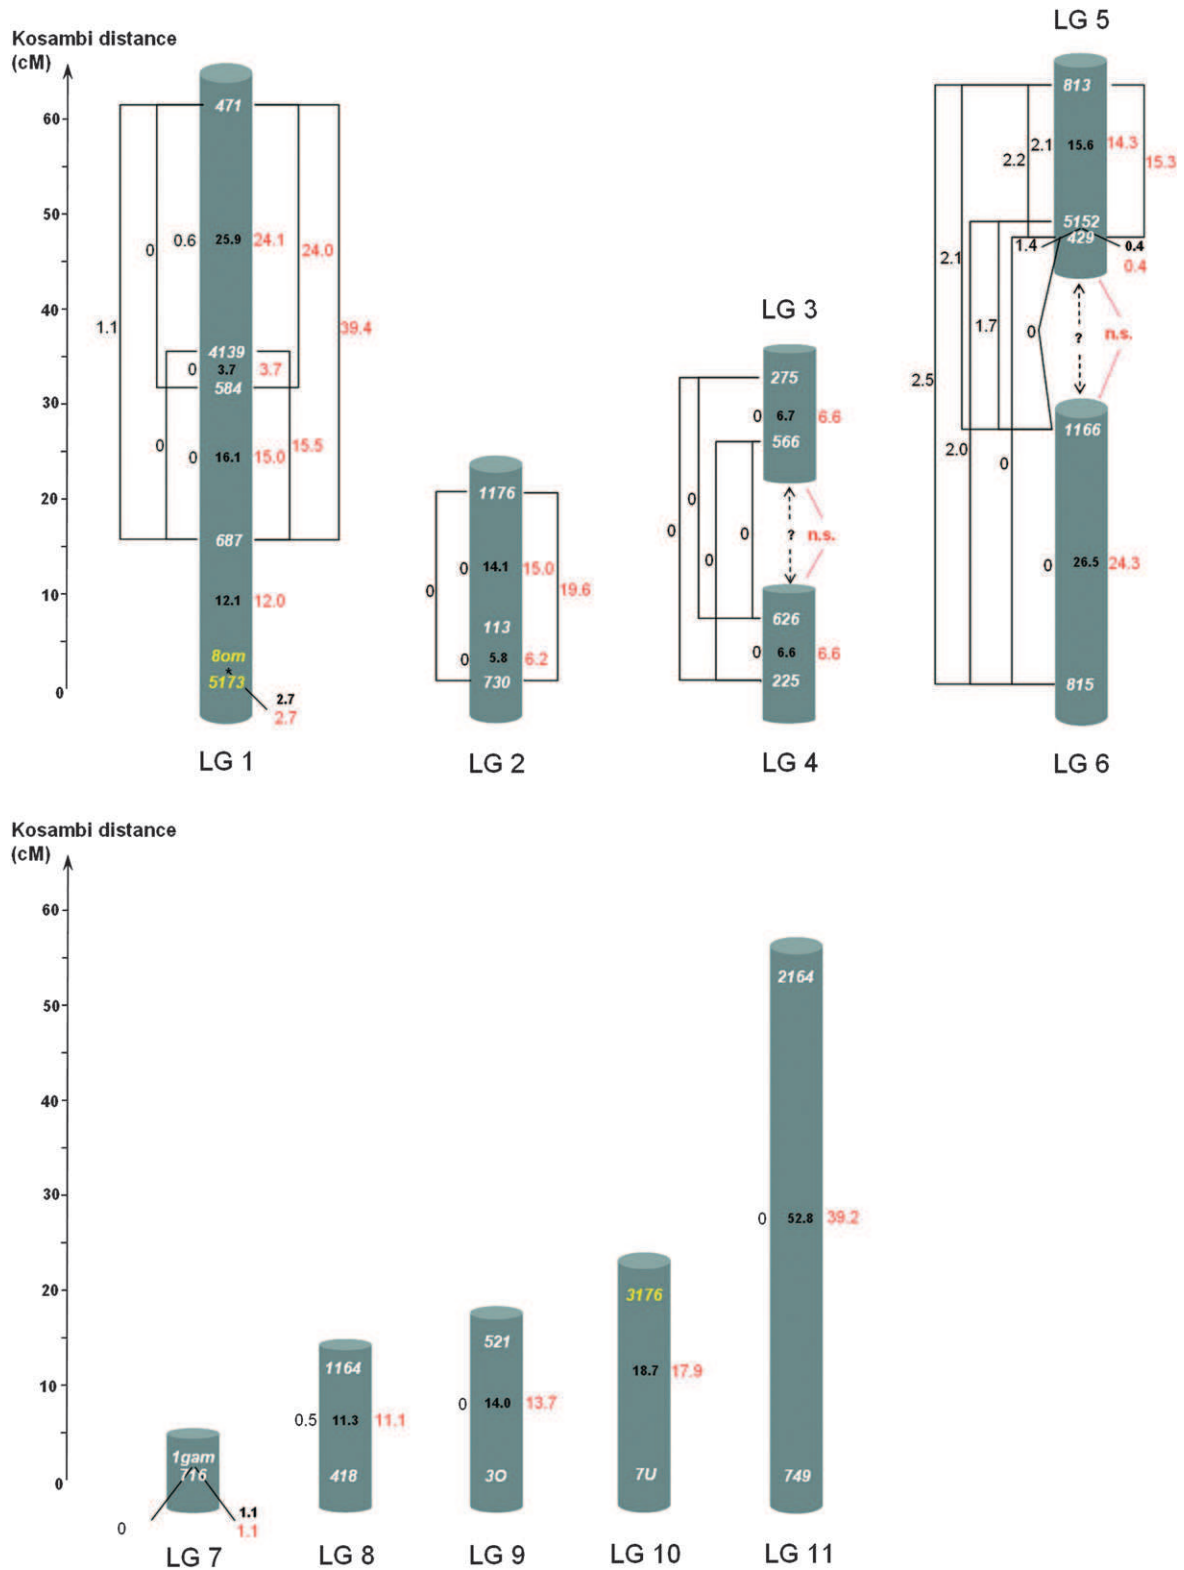 LG 5
Kosambi distance
(cM)
60
50
40
30
20
10
0
471
0.6 25.9 24.1
0
24.0
1.1
39.4
4139
0 3.7 3.7
584
0
0 16.1 15.0
15.5
687
12.1 12.0
8om
*
5173
2.7
2.7
LG 1
1176
0 14.1 15.0
0
19.6
113
0 5.8 6.2
730
LG 2
LG 3
275
0 6.7 6.6
566
0
0
0
0
?
n.s.
626
0 6.6 6.6
225
LG 4
813
2.1 15.6 14.3
2.2
15.3
5152
429
1.4
0.4
0.4
2.1
1.7
0
?
n.s.
2.5
1166
2.0
0
0 26.5 24.3
815
LG 6
Kosambi distance
(cM)
60
50
40
30
20
10
0
1gam
716
0
1.1
1.1
LG 7
1164
0.5 11.3 11.1
418
LG 8
521
0 14.0 13.7
3O
LG 9
3176
18.7 17.9
7U
LG 10
2164
0 52.8 39.2
749
LG 11